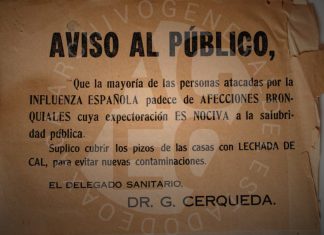 AVISO AL PÚBLICO,
Que la mayoría de las personas atacadas por la
INFLUENZA ESPAÑOLA padece de AFECCIONES BRON-
QUIALES cuya expectoración ES NOCIVA a la salubri-
dad pública.
Suplico cubrir los pizos de las casas con LECHADA DE
CAL, para evitar nuevas contaminaciones.
EL DELEGADO SANITARIO.
DR. G. CERQUEDA.